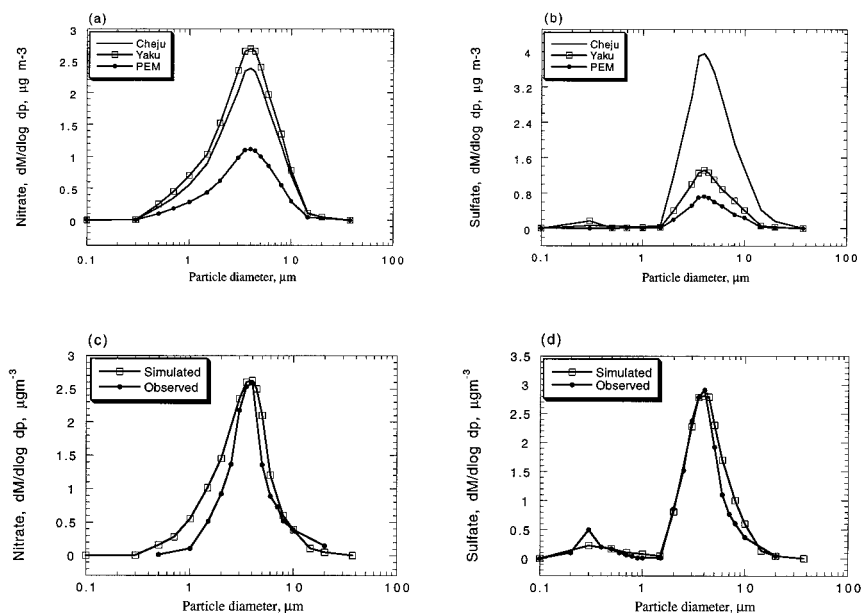 (a)
3
2.5
2
1.5
1
0.5
0
Nitrate, dM/dlog dp, µg m-3
Cheju
Yaku
PEM
0.1
1
10
100
Particle diameter, µm
(b)
4
3.2
2.4
1.6
0.8
0
Sulfate, dM/dlog dp, µg m-3
Cheju
Yaku
PEM
0.1
1
10
100
Particle diameter, µm
(c)
3
2.5
2
1.5
1
0.5
0
Nitrate, dM/dlog dp, µgm-3
Simulated
Observed
0.1
1
10
100
Particle diameter, µm
(d)
3.5
3
2.5
2
1.5
1
0.5
0
Sulfate, dM/dlog dp, µgm-3
Simulated
Observed
0.1
1
10
100
Particle diameter, µm